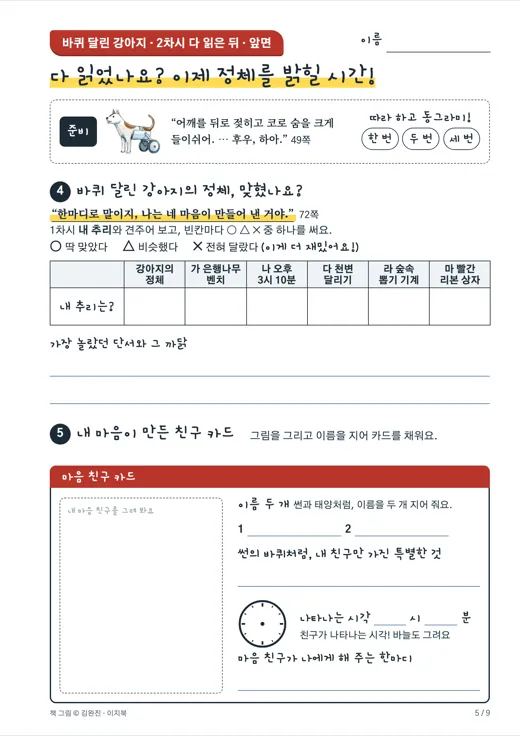 바퀴 달린 강아지 · 2차시 다 읽은 뒤 · 앞면
이름
다 읽었나요? 이제 정체를 밝힐 시간!
준비
“어깨를 뒤로 젖히고 코로 숨을 크게
들이쉬어. … 후우, 하아.” 49쪽
따라 하고 동그라미!
한 번 두 번 세 번
4 바퀴 달린 강아지의 정체, 맞혔나요?
“한마디로 말이지, 나는 네 마음이 만들어 낸 거야.” 72쪽
1차시 내 추리와 견주어 보고, 빈칸마다 ○ △ × 중 하나를 써요.
○ 딱 맞았다 △ 비슷했다 × 전혀 달랐다 (이게 더 재밌어요!)
강아지의 정체
가 은행나무 벤치
나 오후 3시 10분
다 천변 달리기
라 숲속 뽑기 기계
마 빨간 리본 상자
내 추리는?
가장 놀랐던 단서와 그 까닭
5 내 마음이 만든 친구 카드 그림을 그리고 이름을 지어 카드를 채워요.
마음 친구 카드
내 마음 친구를 그려 봐요
이름 두 개 썬과 태양처럼, 이름을 두 개 지어 줘요.
1 2
썬의 바퀴처럼, 내 친구만 가진 특별한 것
나타나는 시각 시 분
친구가 나타나는 시각! 바늘도 그려요
마음 친구가 나에게 해 주는 한마디
책 그림 © 김완진 · 이지북
5 / 9